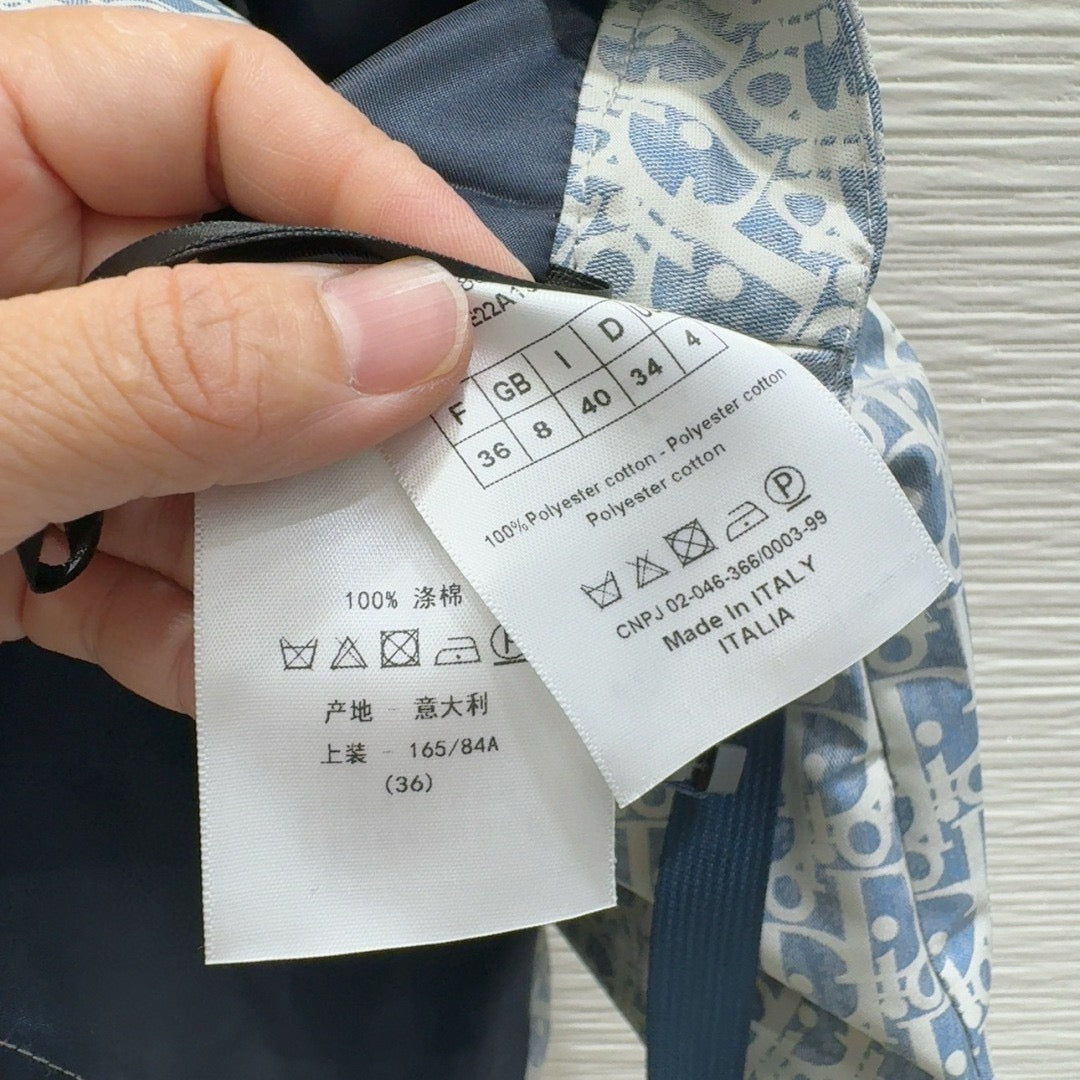 F GB I D
36 8 40 34 4
100%Polyester cotton - Polyester cotton
Polyester cotton
CNPJ 02-046-366/0003-99
Made In ITALY
ITALIA
100% 涤棉
产地 - 意大利
上装 - 165/84A
(36)